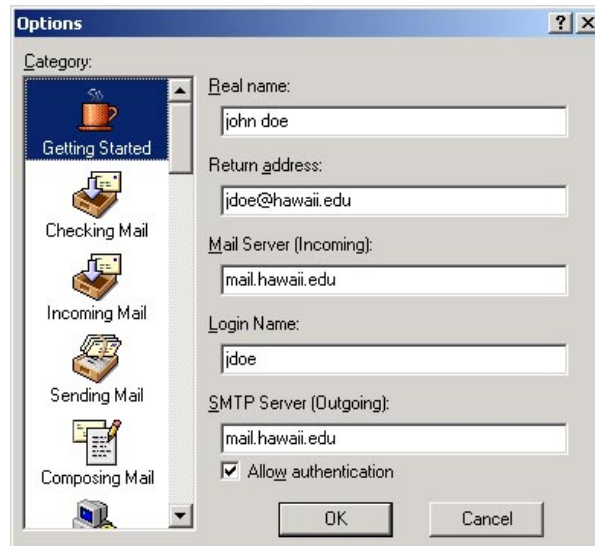 Options
Category:
Getting Started
Checking Mail
Incoming Mail
Sending Mail
Composing Mail
Real name:
john doe
Return address:
jdoe@hawaii.edu
Mail Server (Incoming):
mail.hawaii.edu
Login Name:
jdoe
SMTP Server (Outgoing):
mail.hawaii.edu
Allow authentication
OK
Cancel